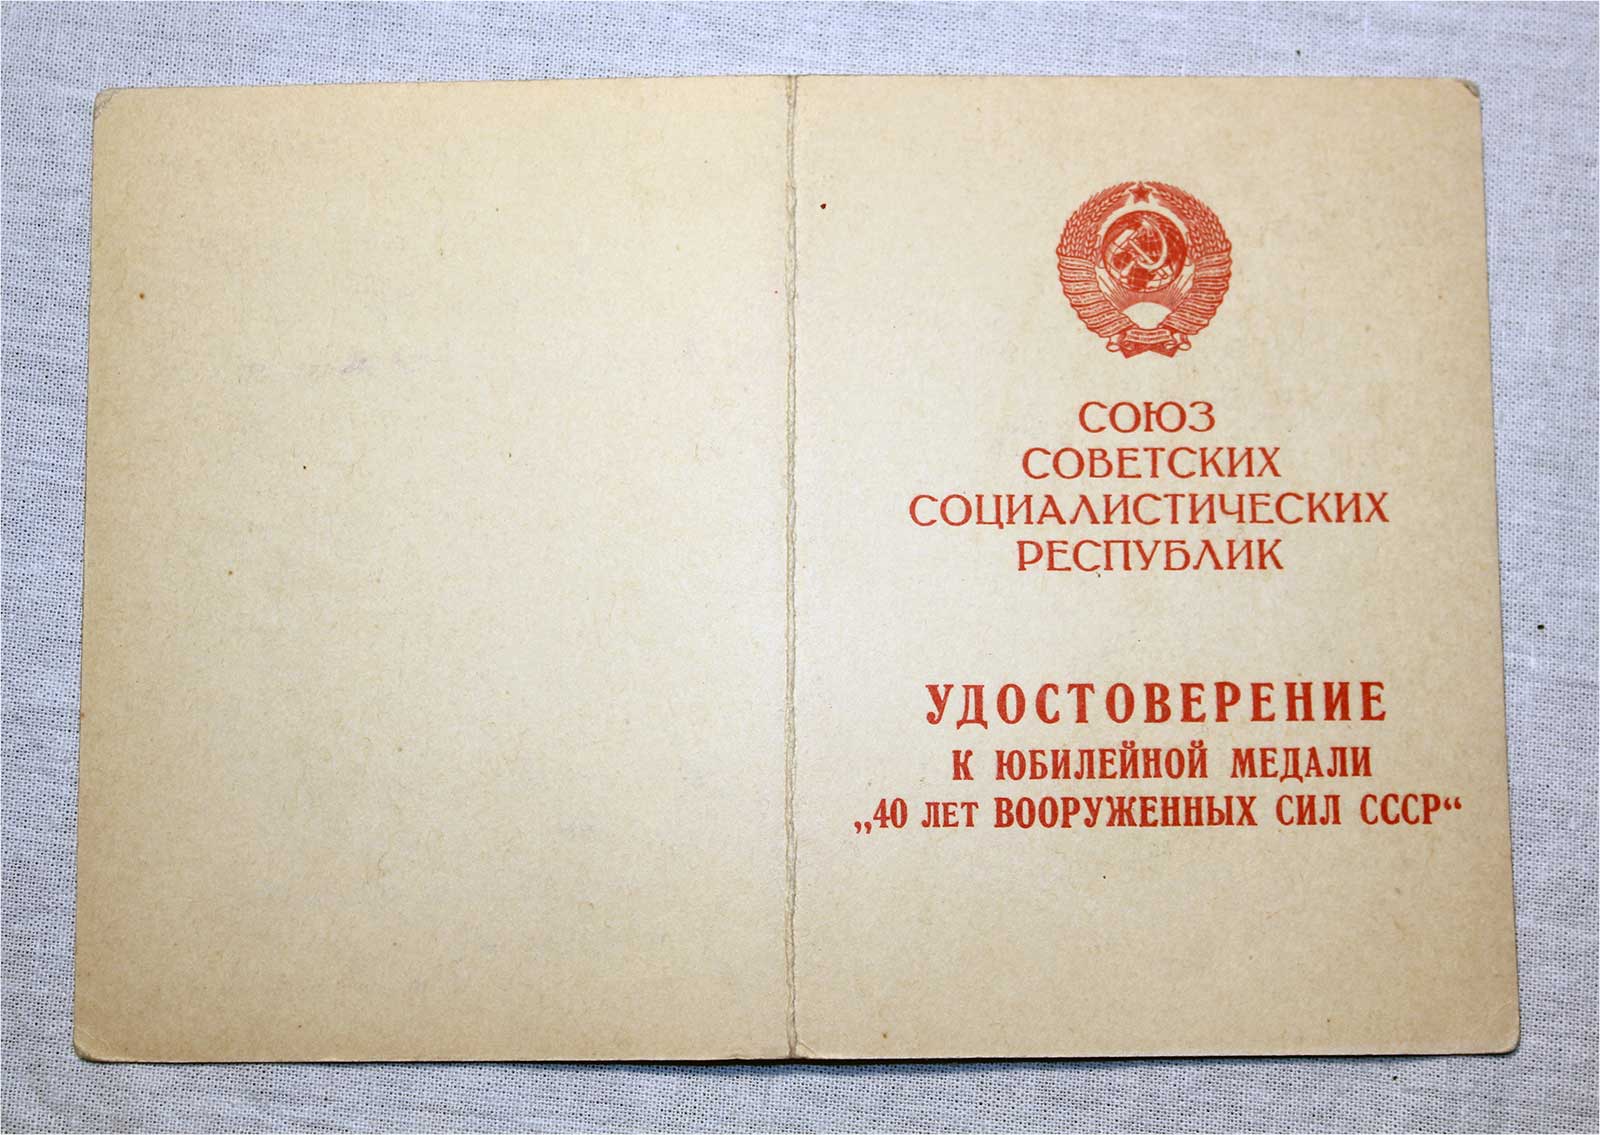 СОЮЗ
СОВЕТСКИХ
СОЦИАЛИСТИЧЕСКИХ
РЕСПУБЛИК
УДОСТОВЕРЕНИЕ
К ЮБИЛЕЙНОЙ МЕДАЛИ
„40 ЛЕТ ВООРУЖЕННЫХ СИЛ СССР“